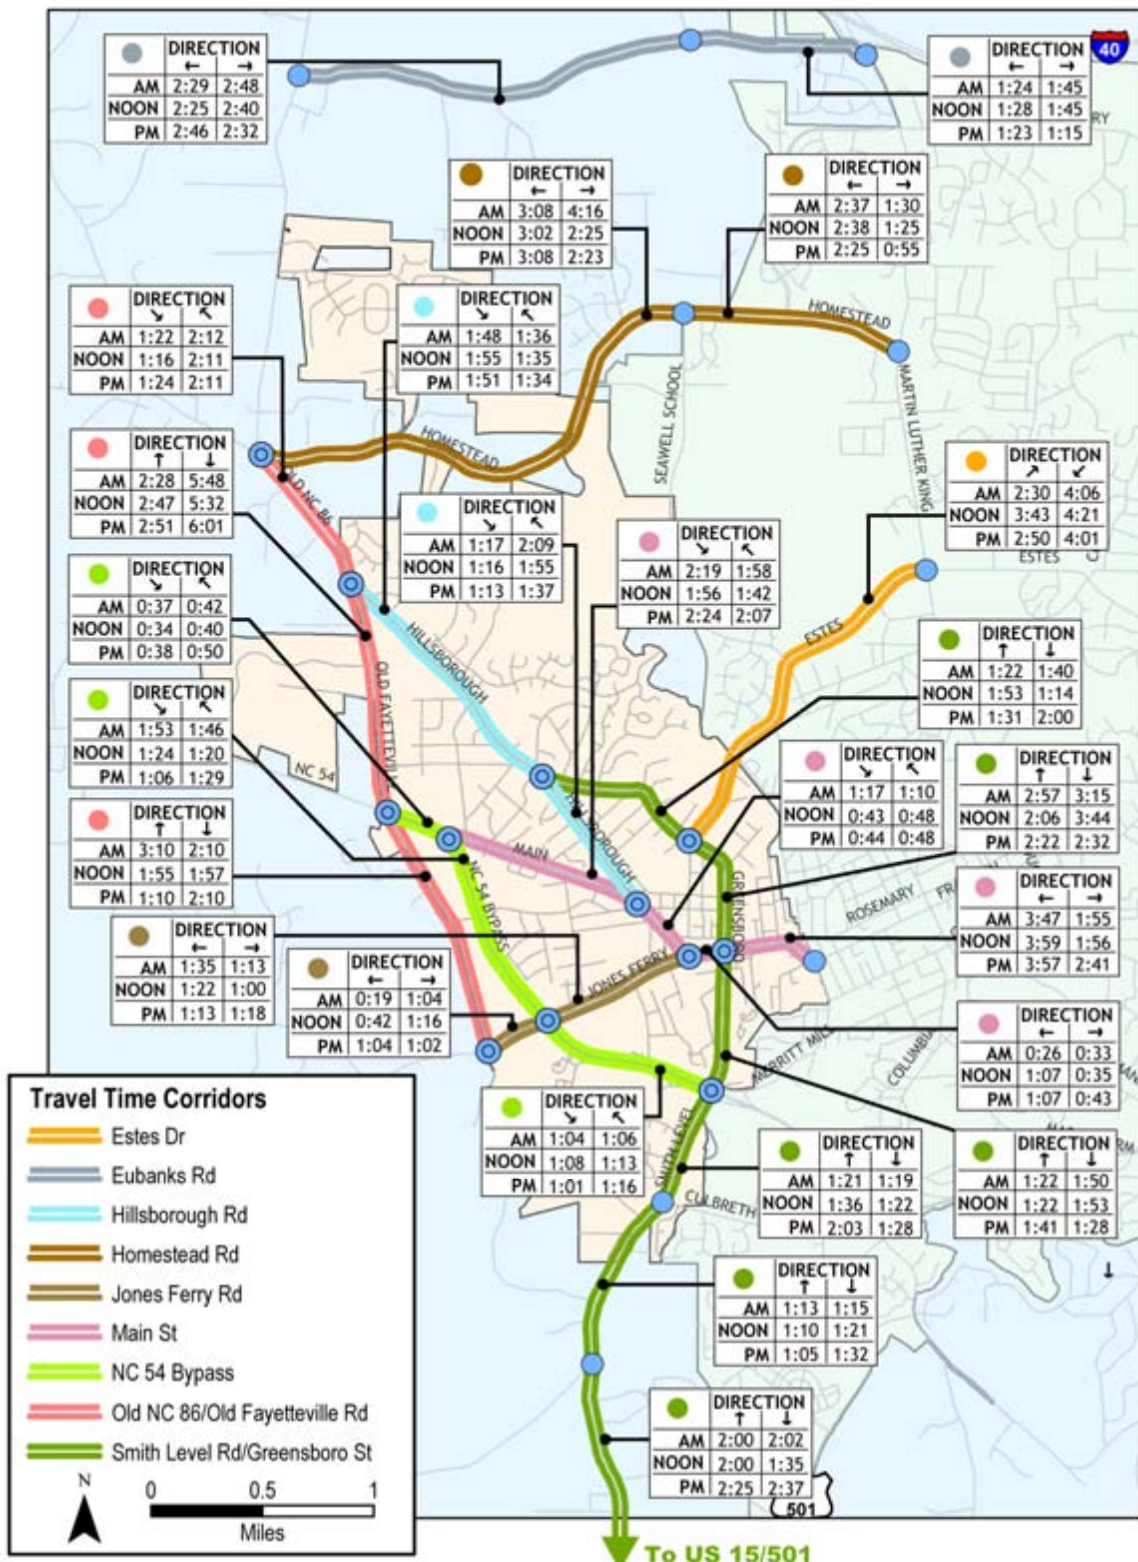 DIRECTION
← →
AM 2:29 2:48
NOON 2:25 2:40
PM 2:46 2:32
DIRECTION
← →
AM 1:24 1:45
NOON 1:28 1:45
PM 1:23 1:15
40
RY
DIRECTION
← →
AM 3:08 4:16
NOON 3:02 2:25
PM 3:08 2:23
DIRECTION
← →
AM 2:37 1:30
NOON 2:38 1:25
PM 2:25 0:55
DIRECTION
↘ ↖
AM 1:22 2:12
NOON 1:16 2:11
PM 1:24 2:11
DIRECTION
↘ ↖
AM 1:48 1:36
NOON 1:55 1:35
PM 1:51 1:34
HOMESTEAD
SEAWELL SCHOOL
MARTIN LUTHER KING
HOMESTEAD
OLD NC 86
DIRECTION
↑ ↓
AM 2:28 5:48
NOON 2:47 5:32
PM 2:51 6:01
DIRECTION
↗ ↙
AM 2:30 4:06
NOON 3:43 4:21
PM 2:50 4:01
ESTES
DIRECTION
↘ ↖
AM 1:17 2:09
NOON 1:16 1:55
PM 1:13 1:37
DIRECTION
↘ ↖
AM 2:19 1:58
NOON 1:56 1:42
PM 2:24 2:07
DIRECTION
↘ ↖
AM 0:37 0:42
NOON 0:34 0:40
PM 0:38 0:50
HILLSBOROUGH
ESTES
DIRECTION
↑ ↓
AM 1:22 1:40
NOON 1:53 1:14
PM 1:31 2:00
OLD FAYETTEVILLE
DIRECTION
↘ ↖
AM 1:53 1:46
NOON 1:24 1:20
PM 1:06 1:29
NC 54
DIRECTION
↘ ↖
AM 1:17 1:10
NOON 0:43 0:48
PM 0:44 0:48
DIRECTION
↑ ↓
AM 2:57 3:15
NOON 2:06 3:44
PM 2:22 2:32
HILLSBOROUGH
DIRECTION
↑ ↓
AM 3:10 2:10
NOON 1:55 1:57
PM 1:10 2:10
MAIN
NC 54 BYPASS
GREENSBORO
ROSEMARY
FRA
DIRECTION
← →
AM 3:47 1:55
NOON 3:59 1:56
PM 3:57 2:41
DIRECTION
← →
AM 1:35 1:13
NOON 1:22 1:00
PM 1:13 1:18
DIRECTION
← →
AM 0:19 1:04
NOON 0:42 1:16
PM 1:04 1:02
JONES FERRY
DIRECTION
← →
AM 0:26 0:33
NOON 1:07 0:35
PM 1:07 0:43
MERRITT MILL
COLUMBIA
DIRECTION
↘ ↖
AM 1:04 1:06
NOON 1:08 1:13
PM 1:01 1:16
SMITH LEVEL
CULBRETH
DIRECTION
↑ ↓
AM 1:21 1:19
NOON 1:36 1:22
PM 2:03 1:28
DIRECTION
↑ ↓
AM 1:22 1:50
NOON 1:22 1:53
PM 1:41 1:28
↓
DIRECTION
↑ ↓
AM 1:13 1:15
NOON 1:10 1:21
PM 1:05 1:32
DIRECTION
↑ ↓
AM 2:00 2:02
NOON 2:00 1:35
PM 2:25 2:37
501
To US 15/501
Travel Time Corridors
Estes Dr
Eubanks Rd
Hillsborough Rd
Homestead Rd
Jones Ferry Rd
Main St
NC 54 Bypass
Old NC 86/Old Fayetteville Rd
Smith Level Rd/Greensboro St
N
0 0.5 1
Miles